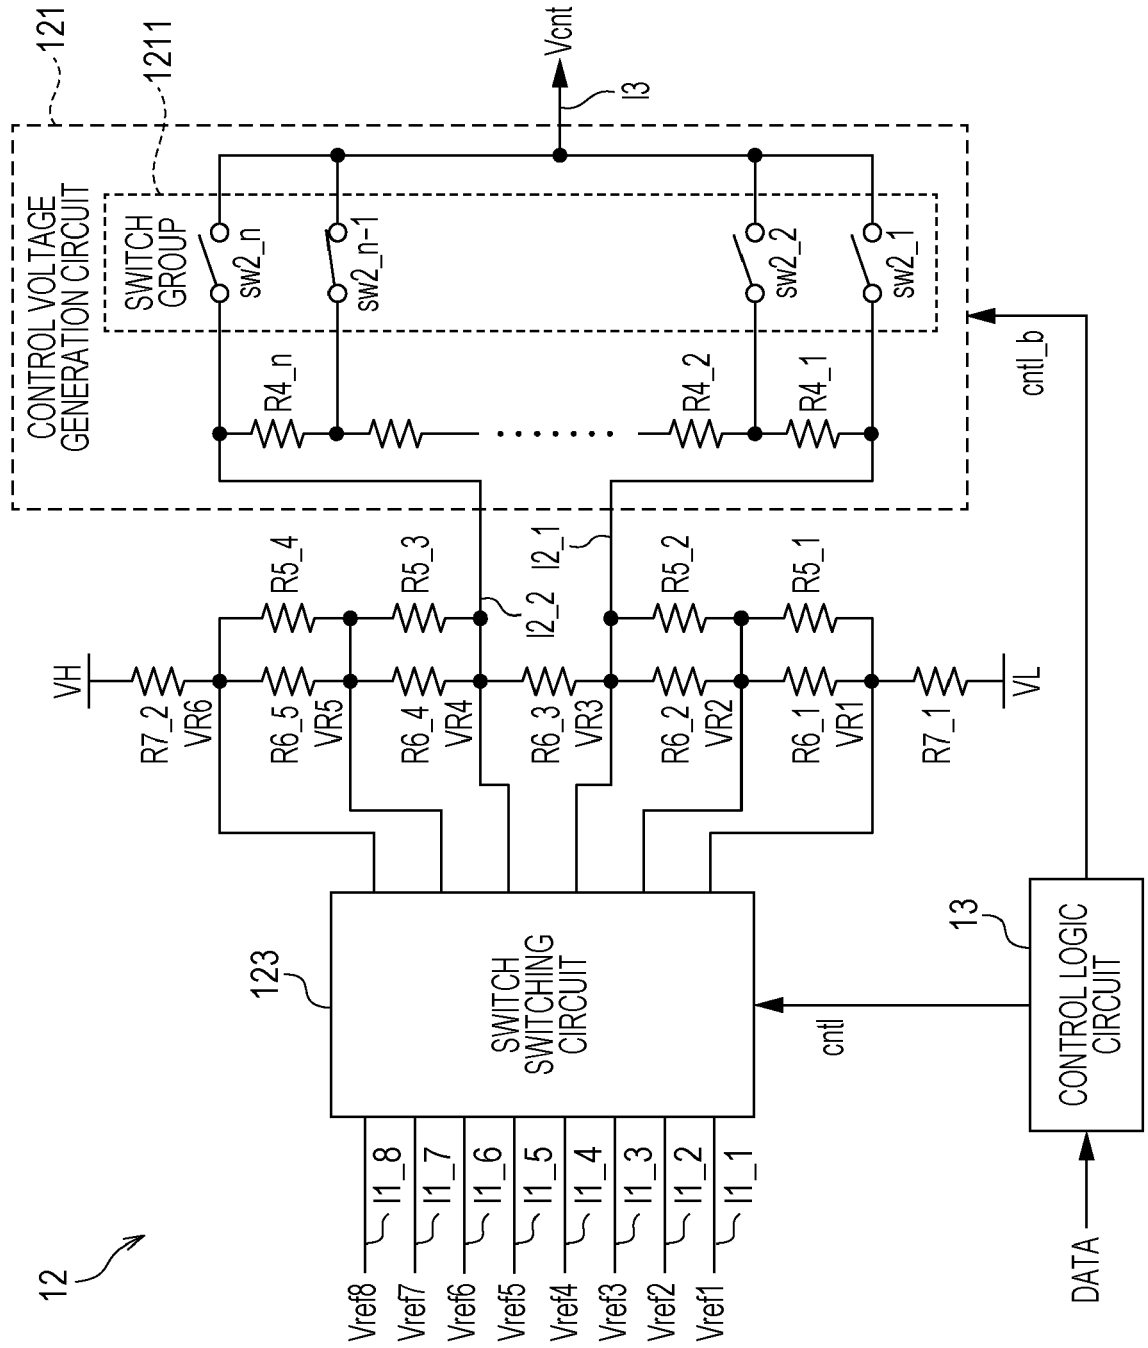 12
121
1211
CONTROL VOLTAGE
GENERATION CIRCUIT
SWITCH
GROUP
sw2_n
sw2_n-1
sw2_2
sw2_1
Vcnt
l3
R4_n
R4_2
R4_1
cntl_b
l2_2
l2_1
R5_4
R5_3
R5_2
R5_1
VH
R7_2
VR6
R6_5
VR5
R6_4
VR4
R6_3
VR3
R6_2
VR2
R6_1
VR1
R7_1
VL
123
SWITCH
SWITCHING
CIRCUIT
cntl
13
CONTROL LOGIC
CIRCUIT
DATA
Vref8
l1_8
Vref7
l1_7
Vref6
l1_6
Vref5
l1_5
Vref4
l1_4
Vref3
l1_3
Vref2
l1_2
Vref1
l1_1